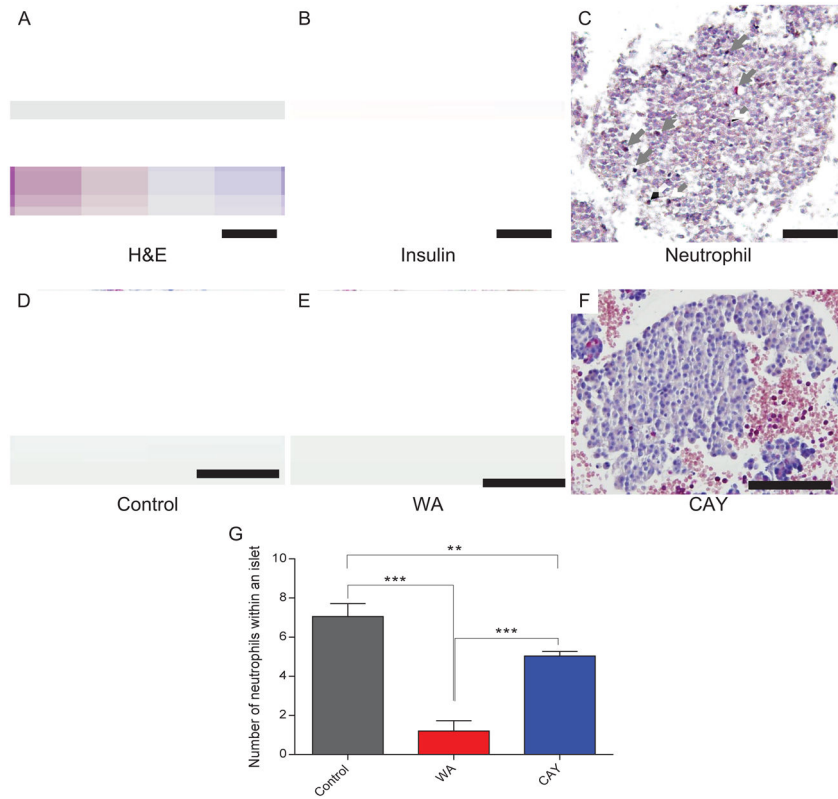 A
B
C
H&E
Insulin
Neutrophil
D
E
F
Control
WA
CAY
G
Number of neutrophils within an islet
10
8
6
4
2
0
**
***
***
Control
WA
CAY